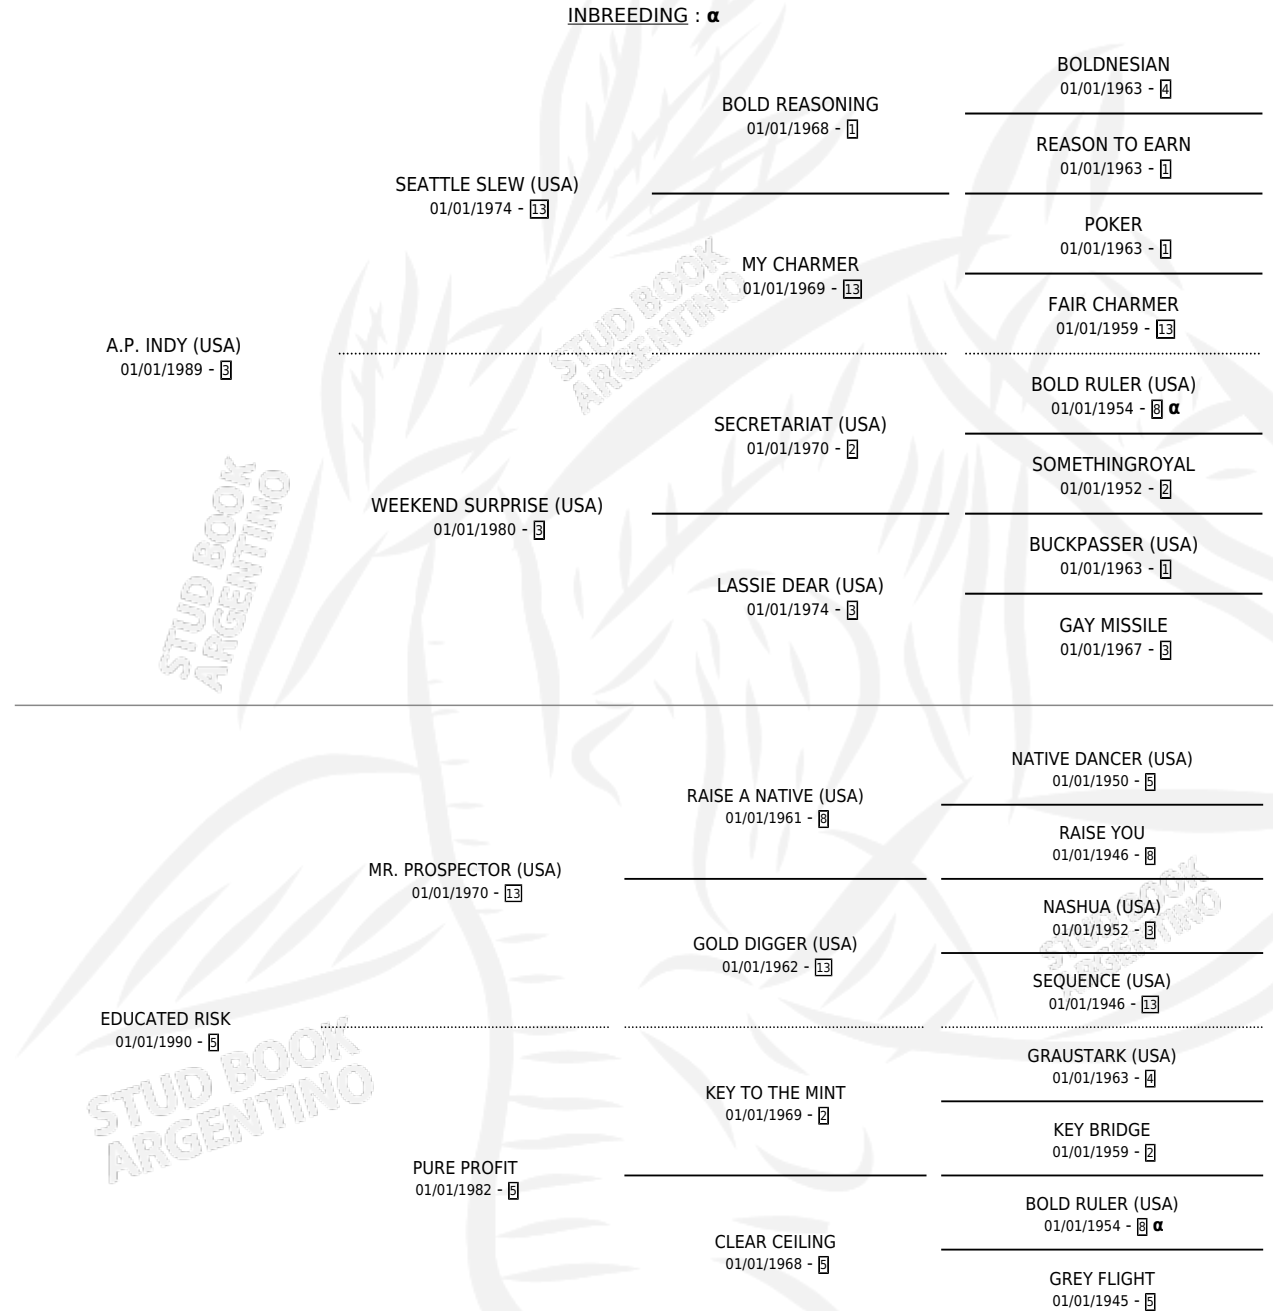 INBREEDING : α
BOLDNESIAN
01/01/1963 - 4
BOLD REASONING
01/01/1968 - 1
REASON TO EARN
01/01/1963 - 1
SEATTLE SLEW (USA)
01/01/1974 - 13
POKER
01/01/1963 - 1
MY CHARMER
01/01/1969 - 13
FAIR CHARMER
01/01/1959 - 13
A.P. INDY (USA)
01/01/1989 - 3
BOLD RULER (USA)
01/01/1954 - 8 α
SECRETARIAT (USA)
01/01/1970 - 2
SOMETHINGROYAL
01/01/1952 - 2
WEEKEND SURPRISE (USA)
01/01/1980 - 3
BUCKPASSER (USA)
01/01/1963 - 1
LASSIE DEAR (USA)
01/01/1974 - 3
GAY MISSILE
01/01/1967 - 3
NATIVE DANCER (USA)
01/01/1950 - 5
RAISE A NATIVE (USA)
01/01/1961 - 8
RAISE YOU
01/01/1946 - 8
MR. PROSPECTOR (USA)
01/01/1970 - 13
NASHUA (USA)
01/01/1952 - 3
GOLD DIGGER (USA)
01/01/1962 - 13
SEQUENCE (USA)
01/01/1946 - 13
EDUCATED RISK
01/01/1990 - 5
GRAUSTARK (USA)
01/01/1963 - 4
KEY TO THE MINT
01/01/1969 - 2
KEY BRIDGE
01/01/1959 - 2
PURE PROFIT
01/01/1982 - 5
BOLD RULER (USA)
01/01/1954 - 8 α
CLEAR CEILING
01/01/1968 - 5
GREY FLIGHT
01/01/1945 - 5
STUD BOOK
ARGENTINO
STUD BOOK
ARGENTINO
STUD BOOK
ARGENTINO
STUD BOOK
ARGENTINO